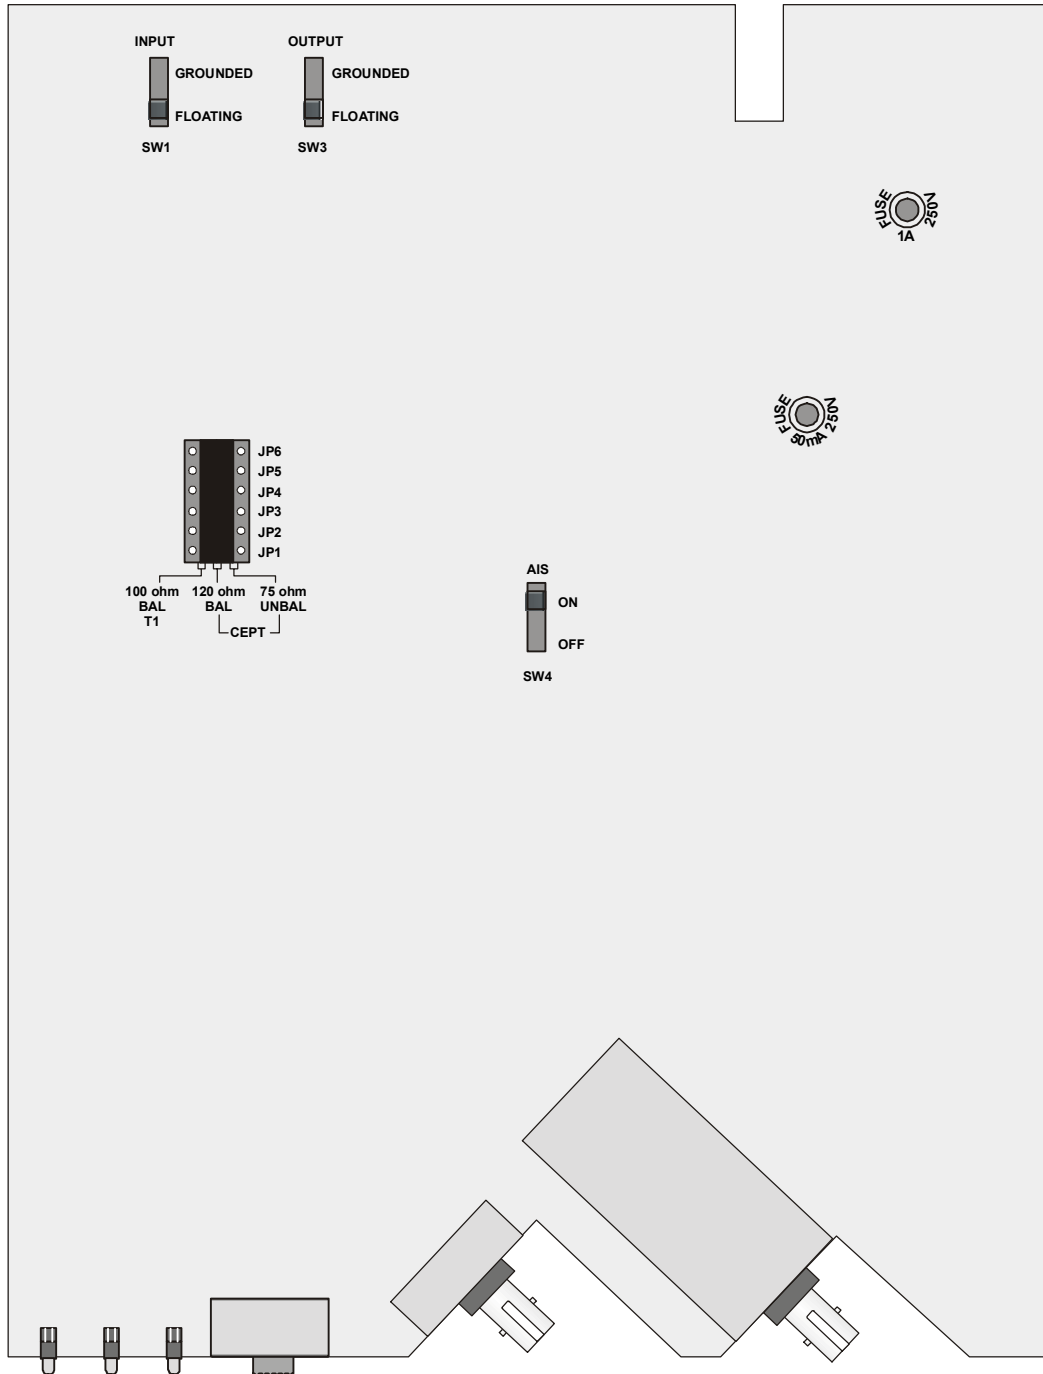 INPUT
GROUNDED
FLOATING
SW1
OUTPUT
GROUNDED
FLOATING
SW3
FUSE 250V
1A
FUSE 250V
50mA
JP6
JP5
JP4
JP3
JP2
JP1
100 ohm
BAL
T1
120 ohm
BAL
75 ohm
UNBAL
CEPT
AIS
ON
OFF
SW4